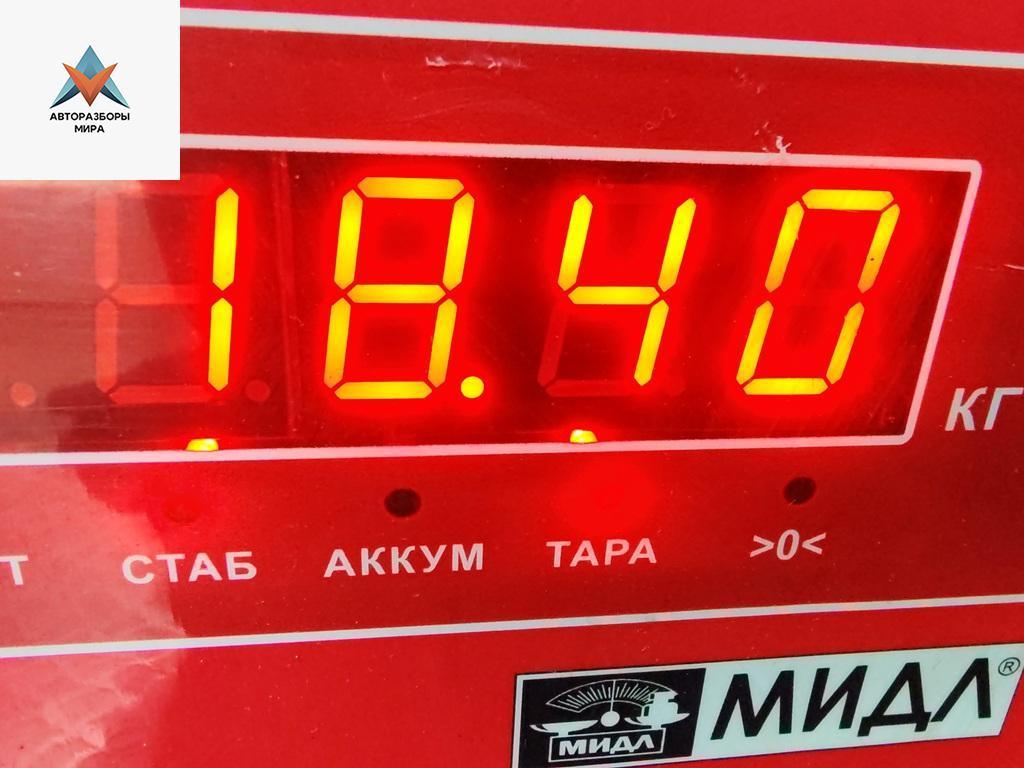 АВТОРАЗБОРЫ
МИРА
18.40
КГ
Т СТАБ АККУМ ТАРА >0<
МИДЛ МИДЛ®